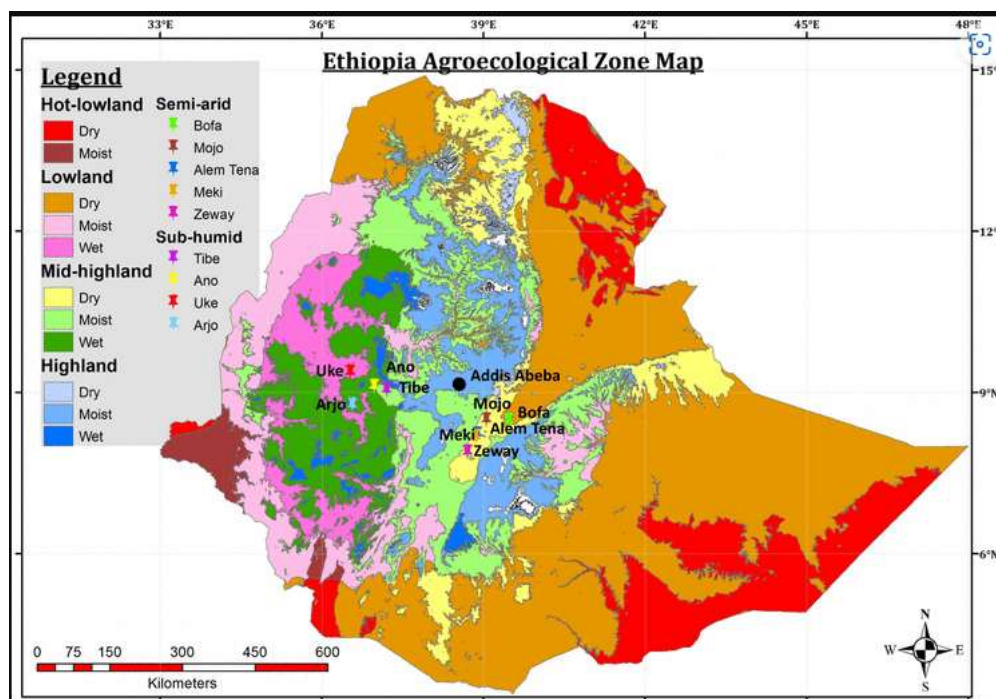 33°E 36°E 39°E 42°E 45°E 48°E
Ethiopia Agroecological Zone Map
15°N
12°N
9°N
6°N
Legend
Hot-lowland
Dry
Moist
Lowland
Dry
Moist
Wet
Mid-highland
Dry
Moist
Wet
Highland
Dry
Moist
Wet
Semi-arid
Bofa
Mojo
Alem Tena
Meki
Zeway
Sub-humid
Tibe
Ano
Uke
Arjo
Uke
Ano
Tibe
Arjo
Addis Abeba
Mojo
Bofa
Alem Tena
Meki
Zeway
0 75 150 300 450 600
Kilometers
N
W E
S